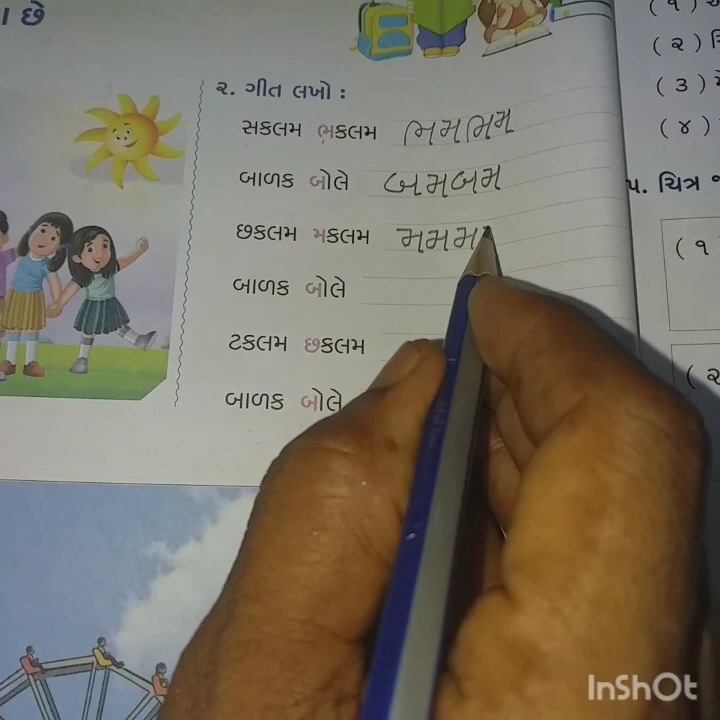 ા છે
૨. ગીત લખો :
સકલમ ભકલમ ભમભમ
બાળક બોલે બમબમ
છકલમ મકલમ મમમ
બાળક બોલે
ટકલમ છકલમ
બાળક બોલે
(૧)
(૨)
(૩)
(૪)
૫. ચિત્ર
(૧
(૨
InShOt